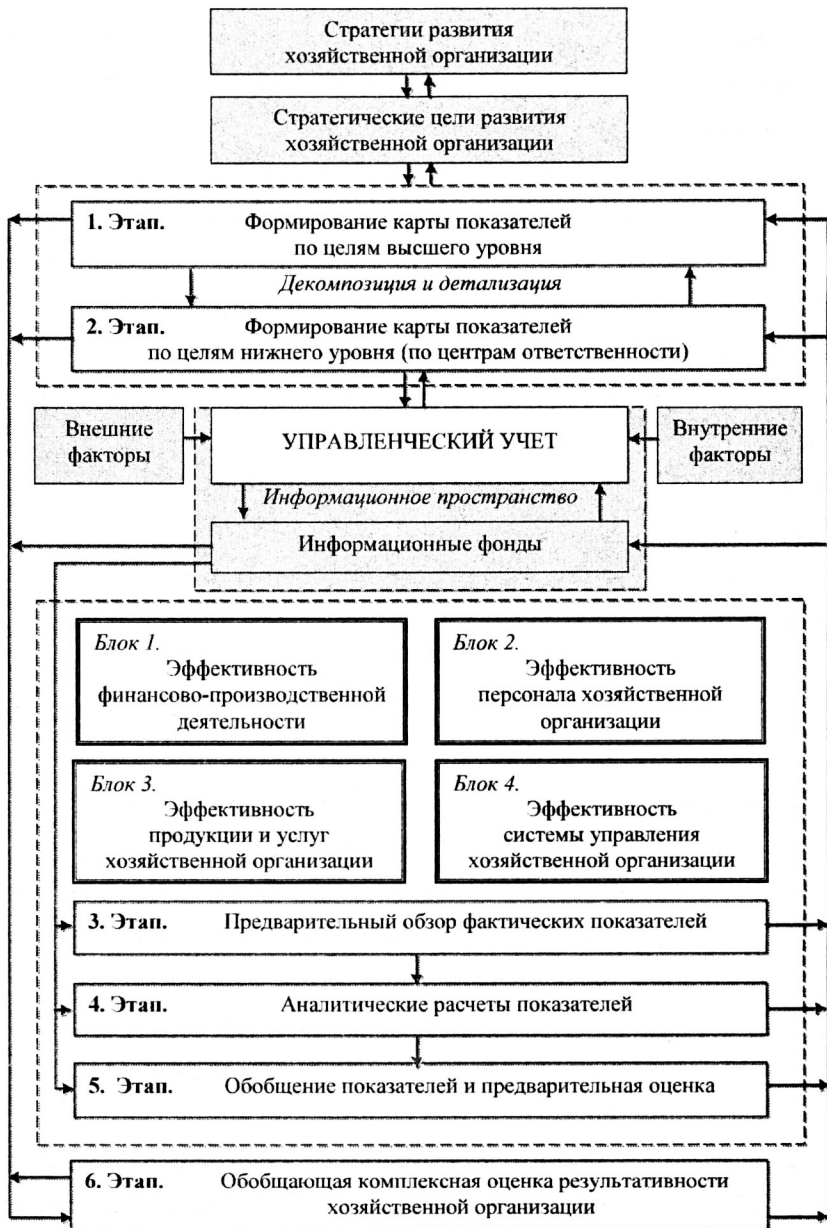 Стратегии развития
хозяйственной организации
Стратегические цели развития
хозяйственной организации
1. Этап. Формирование карты показателей
по целям высшего уровня
Декомпозиция и детализация
2. Этап. Формирование карты показателей
по целям нижнего уровня (по центрам ответственности)
Внешние
факторы
УПРАВЛЕНЧЕСКИЙ УЧЕТ
Внутренние
факторы
Информационное пространство
Информационные фонды
Блок 1.
Эффективность
финансово-производственной
деятельности
Блок 2.
Эффективность
персонала хозяйственной
организации
Блок 3.
Эффективность
продукции и услуг
хозяйственной организации
Блок 4.
Эффективность
системы управления
хозяйственной организации
3. Этап. Предварительный обзор фактических показателей
4. Этап. Аналитические расчеты показателей
5. Этап. Обобщение показателей и предварительная оценка
6. Этап. Обобщающая комплексная оценка результативности
хозяйственной организации